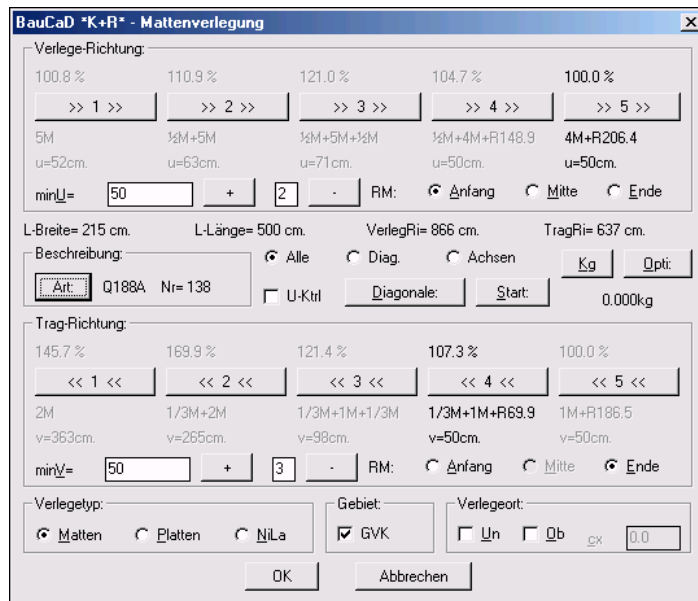 BauCaD *K+R* - Mattenverlegung
Verlege-Richtung:
100.8 % 110.9 % 121.0 % 104.7 % 100.0 %
>> 1 >> >> 2 >> >> 3 >> >> 4 >> >> 5 >>
5M ½M+5M ½M+5M+½M ½M+4M+R148.9 4M+R206.4
u=52cm. u=63cm. u=71cm. u=50cm. u=50cm.
minU= 50 + 2 - RM: Anfang Mitte Ende
L-Breite= 215 cm. L-Länge= 500 cm. VerlegRi= 866 cm. TragRi= 637 cm.
Beschreibung: Alle Diag. Achsen Kg Opti:
Art: Q188A Nr= 138 U-Ktrl Diagonale: Start: 0.000kg
Trag-Richtung:
145.7 % 169.9 % 121.4 % 107.3 % 100.0 %
<< 1 << << 2 << << 3 << << 4 << << 5 <<
2M 1/3M+2M 1/3M+1M+1/3M 1/3M+1M+R69.9 1M+R186.5
v=363cm. v=265cm. v=98cm. v=50cm. v=50cm.
minV= 50 + 3 - RM: Anfang Mitte Ende
Verlegetyp: Gebiet: Verlegeort:
Matten Platten NiLa GVK Un Ob cx 0.0
OK Abbrechen